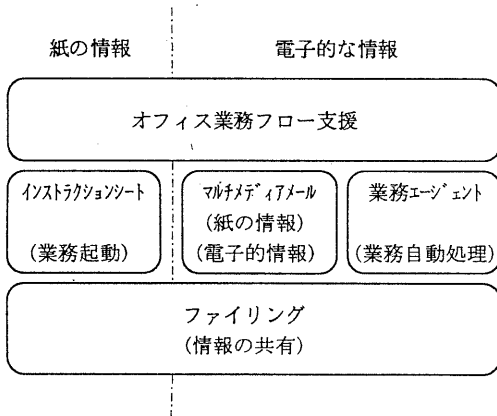 紙の情報
電子的な情報
オフィス業務フロー支援
インストラクションシート
(業務起動)
マルチメディアメール
(紙の情報)
(電子的情報)
業務エージェント
(業務自動処理)
ファイリング
(情報の共有)